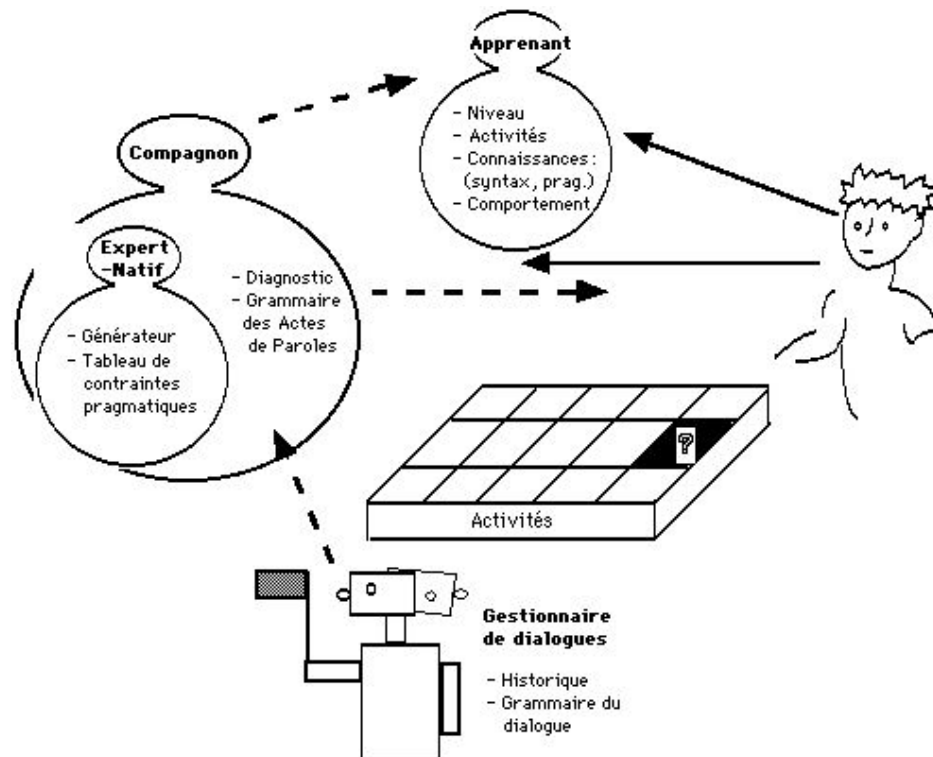 Apprenant
- Niveau
- Activités
- Connaissances :
(syntax, prag.)
- Comportement
Compagnon
Expert
-Natif
- Générateur
- Tableau de
contraintes
pragmatiques
- Diagnostic
- Grammaire
des Actes
de Paroles
?
Activités
Gestionnaire
de dialogues
- Historique
- Grammaire du
dialogue